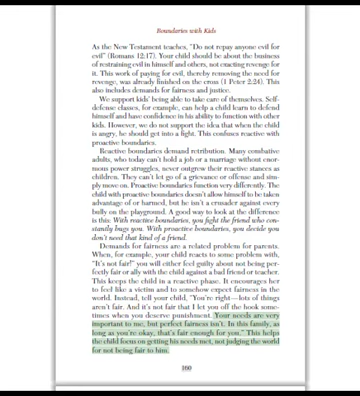 Boundaries with Kids
As the New Testament teaches, "Do not repay anyone evil for
evil" (Romans 12:17). Your child should be about the business
of restraining evil in himself and others, not exacting revenge for
it. This work of paying for evil, thereby removing the need for
revenge, was already finished on the cross (1 Peter 2:24). This
also includes demands for fairness and justice.
We support kids' being able to take care of themselves. Self-
defense classes, for example, can help a child learn to defend
himself and have confidence in his ability to function with other
kids. However, we do not support the idea that when the child
is angry, he should get into a fight. This confuses reactive with
proactive boundaries.
Reactive boundaries demand retribution. Many combative
adults, who today can't hold a job or a marriage without enor-
mous power struggles, never outgrew their reactive stances as
children. They can't let go of a grievance or offense and sim-
ply move on. Proactive boundaries function very differently. The
child with proactive boundaries doesn't allow himself to be taken
advantage of or harmed, but he isn't a crusader against every
bully on the playground. A good way to look at the difference
is this: With reactive boundaries, you fight the friend who con-
stantly bugs you. With proactive boundaries, you decide you
don't need that kind of a friend.
Demands for fairness are a related problem for parents.
When, for example, your child reacts to some problem with,
"It's not fair!" you will either feel guilty about not being per-
fectly fair or ally with the child against a bad friend or teacher.
This keeps the child in a reactive phase. It encourages her
to feel like a victim and to somehow expect fairness in the
world. Instead, tell your child, "You're right—lots of things
aren't fair. And it's not fair that I let you off the hook some-
times when you deserve punishment. Your needs are very
important to me, but perfect fairness isn't. In this family, as
long as you're okay, that's fair enough for you." This helps
the child focus on getting his needs met, not judging the world
for not being fair to him.
160